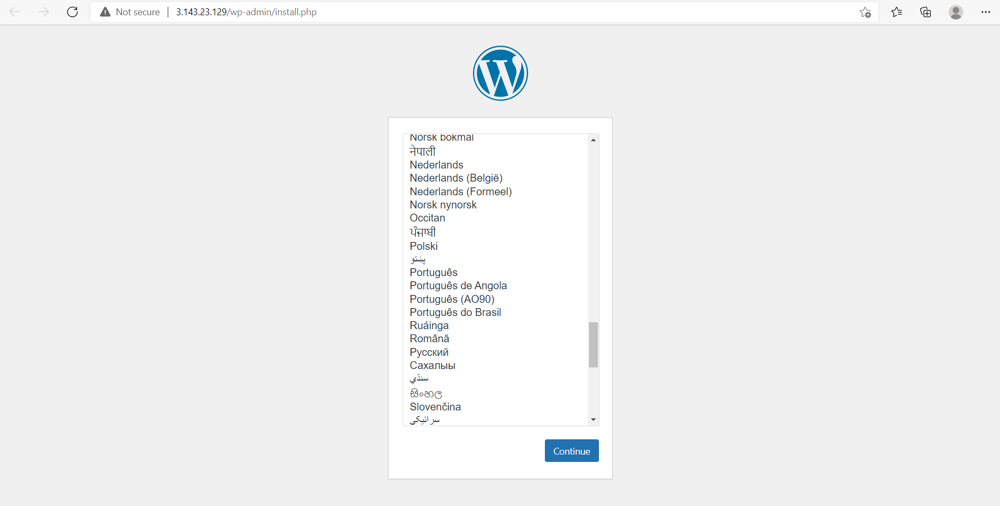 Not secure | 3.143.23.129/wp-admin/install.php
Norsk bokmål
नेपाली
Nederlands
Nederlands (België)
Nederlands (Formeel)
Norsk nynorsk
Occitan
ਪੰਜਾਬੀ
Polski
پښتو
Português
Português de Angola
Português (AO90)
Português do Brasil
Ruáinga
Română
Русский
Сахалыы
سنڌي
සිංහල
Slovenčina
سرائیکی
Continue